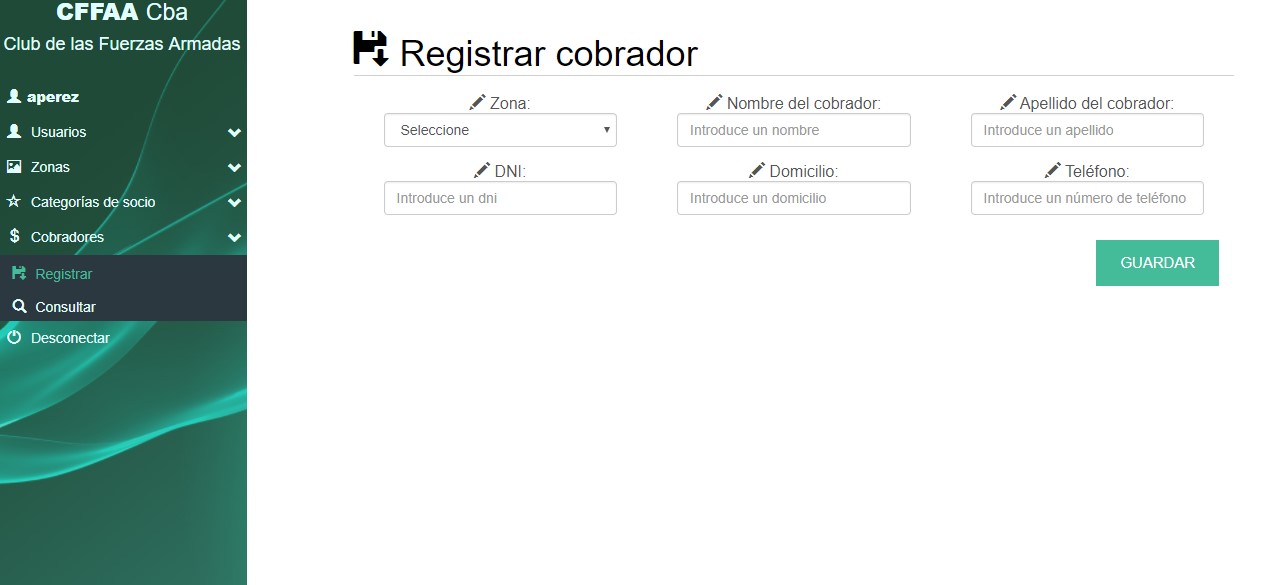 CFFAA Cba
Club de las Fuerzas Armadas
aperez
Usuarios
Zonas
Categorías de socio
Cobradores
Registrar
Consultar
Desconectar
Registrar cobrador
Zona: Nombre del cobrador: Apellido del cobrador:
Seleccione Introduce un nombre Introduce un apellido
DNI: Domicilio: Teléfono:
Introduce un dni Introduce un domicilio Introduce un número de teléfono
GUARDAR